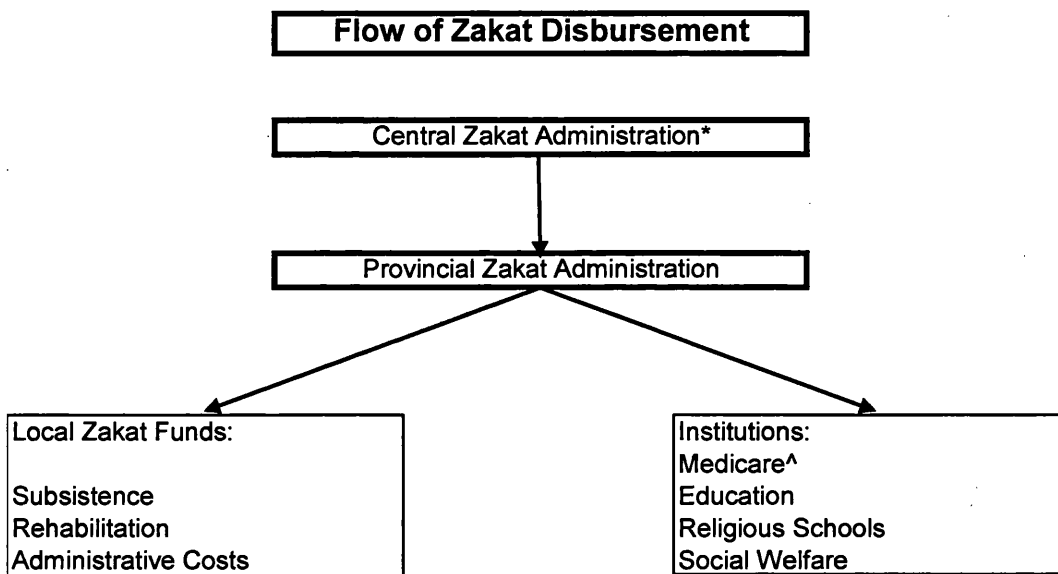 Flow of Zakat Disbursement
Central Zakat Administration*
Provincial Zakat Administration
Local Zakat Funds:
Subsistence
Rehabilitation
Administrative Costs
Institutions:
Medicare^
Education
Religious Schools
Social Welfare